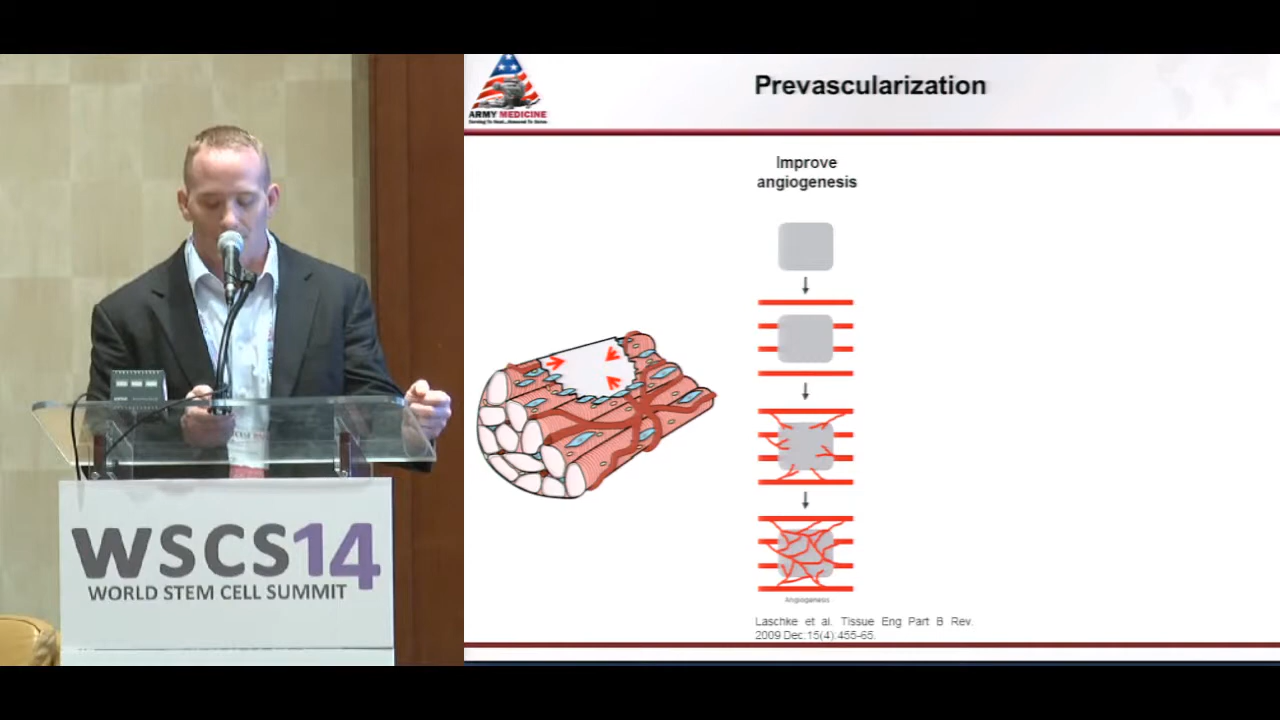 ARMY MEDICINE
Prevascularization
Improve
angiogenesis
Angiogenesis
Laschke et al. Tissue Eng Part B Rev.
2009 Dec;15(4):455-65.
WSCS14
WORLD STEM CELL SUMMIT